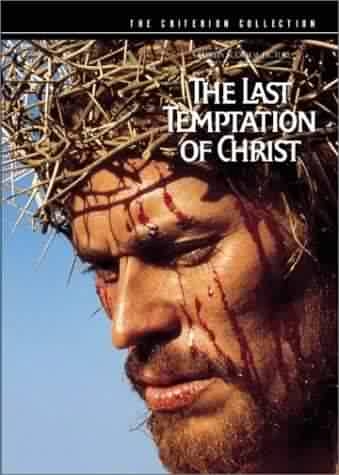 THE CRITERION COLLECTION
THE LAST
TEMPTATION
OF CHRIST